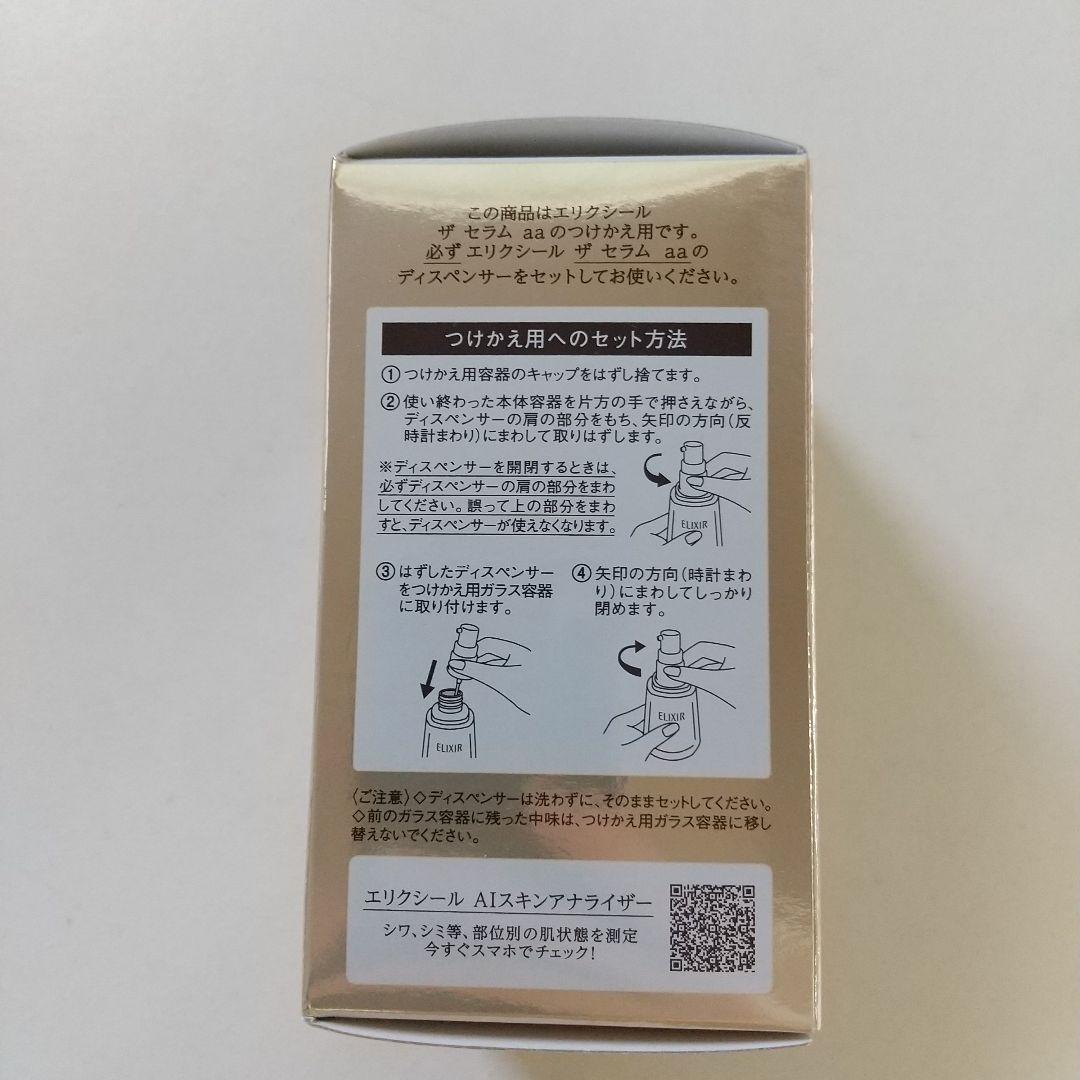 この商品はエリクシール
ザ セラム aaのつけかえ用です。
必ずエリクシール ザ セラム aaの
ディスペンサーをセットしてお使いください。
つけかえ用へのセット方法
①つけかえ用容器のキャップをはずし捨てます。
②使い終わった本体容器を片方の手で押さえながら、
ディスペンサーの肩の部分をもち、矢印の方向(反
時計まわり)にまわして取りはずします。
※ディスペンサーを開閉するときは、
必ずディスペンサーの肩の部分をまわ
してください。誤って上の部分をまわ
すと、ディスペンサーが使えなくなります。
ELIXIR
③はずしたディスペンサー
をつけかえ用ガラス容器
に取り付けます。
ELIXIR
④矢印の方向(時計まわ
り)にまわしてしっかり
閉めます。
ELIXIR
〈ご注意〉◇ディスペンサーは洗わずに、そのままセットしてください。
◇前のガラス容器に残った中味は、つけかえ用ガラス容器に移し
替えないでください。
エリクシール AIスキンアナライザー
シワ、シミ等、部位別の肌状態を測定
今すぐスマホでチェック!